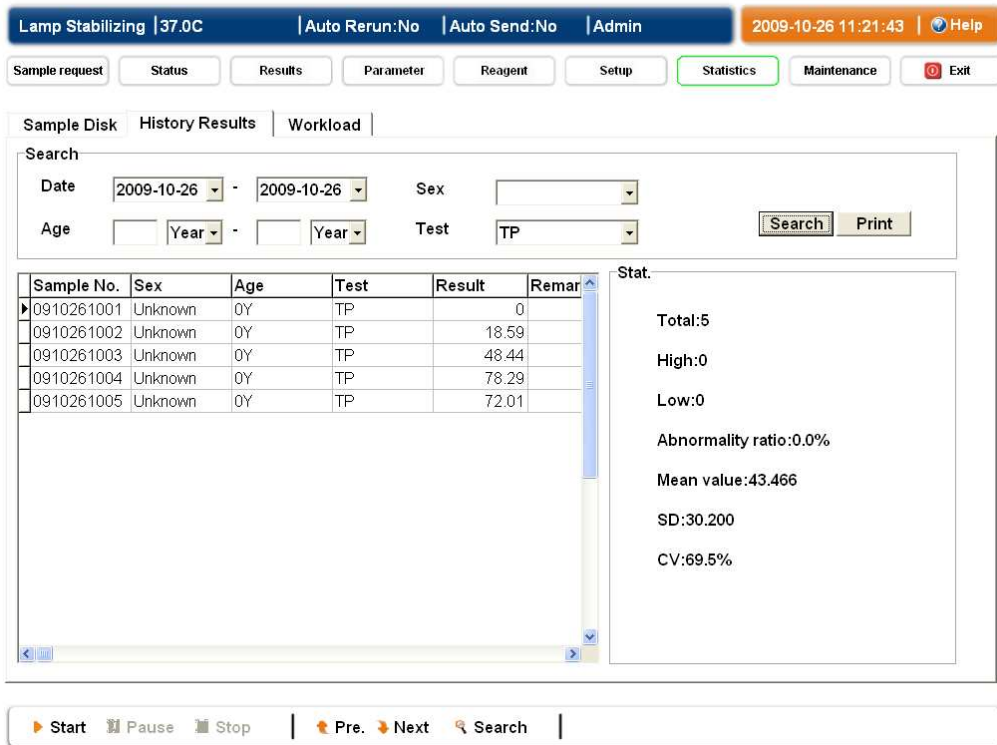 Lamp Stabilizing |37.0C |Auto Rerun:No |Auto Send:No |Admin 2009-10-26 11:21:43 | Help
Sample request Status Results Parameter Reagent Setup Statistics Maintenance Exit
Sample Disk History Results Workload
Search
Date 2009-10-26 - 2009-10-26 Sex
Age Year - Year Test TP Search Print
Sample No. Sex Age Test Result Remar
0910261001 Unknown 0Y TP 0
0910261002 Unknown 0Y TP 18.59
0910261003 Unknown 0Y TP 48.44
0910261004 Unknown 0Y TP 78.29
0910261005 Unknown 0Y TP 72.01
Stat.
Total:5
High:0
Low:0
Abnormality ratio:0.0%
Mean value:43.466
SD:30.200
CV:69.5%
Start Pause Stop | Pre. Next Search |